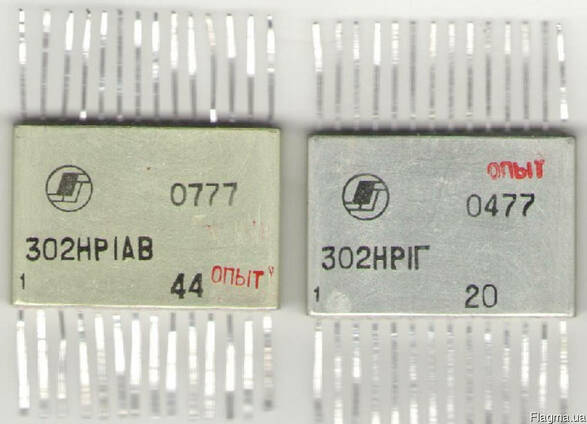 0777
302НР1АВ
1
44 ОПЫТ
ОПЫТ
0477
302НР1Г
1
20
Flagma.ua